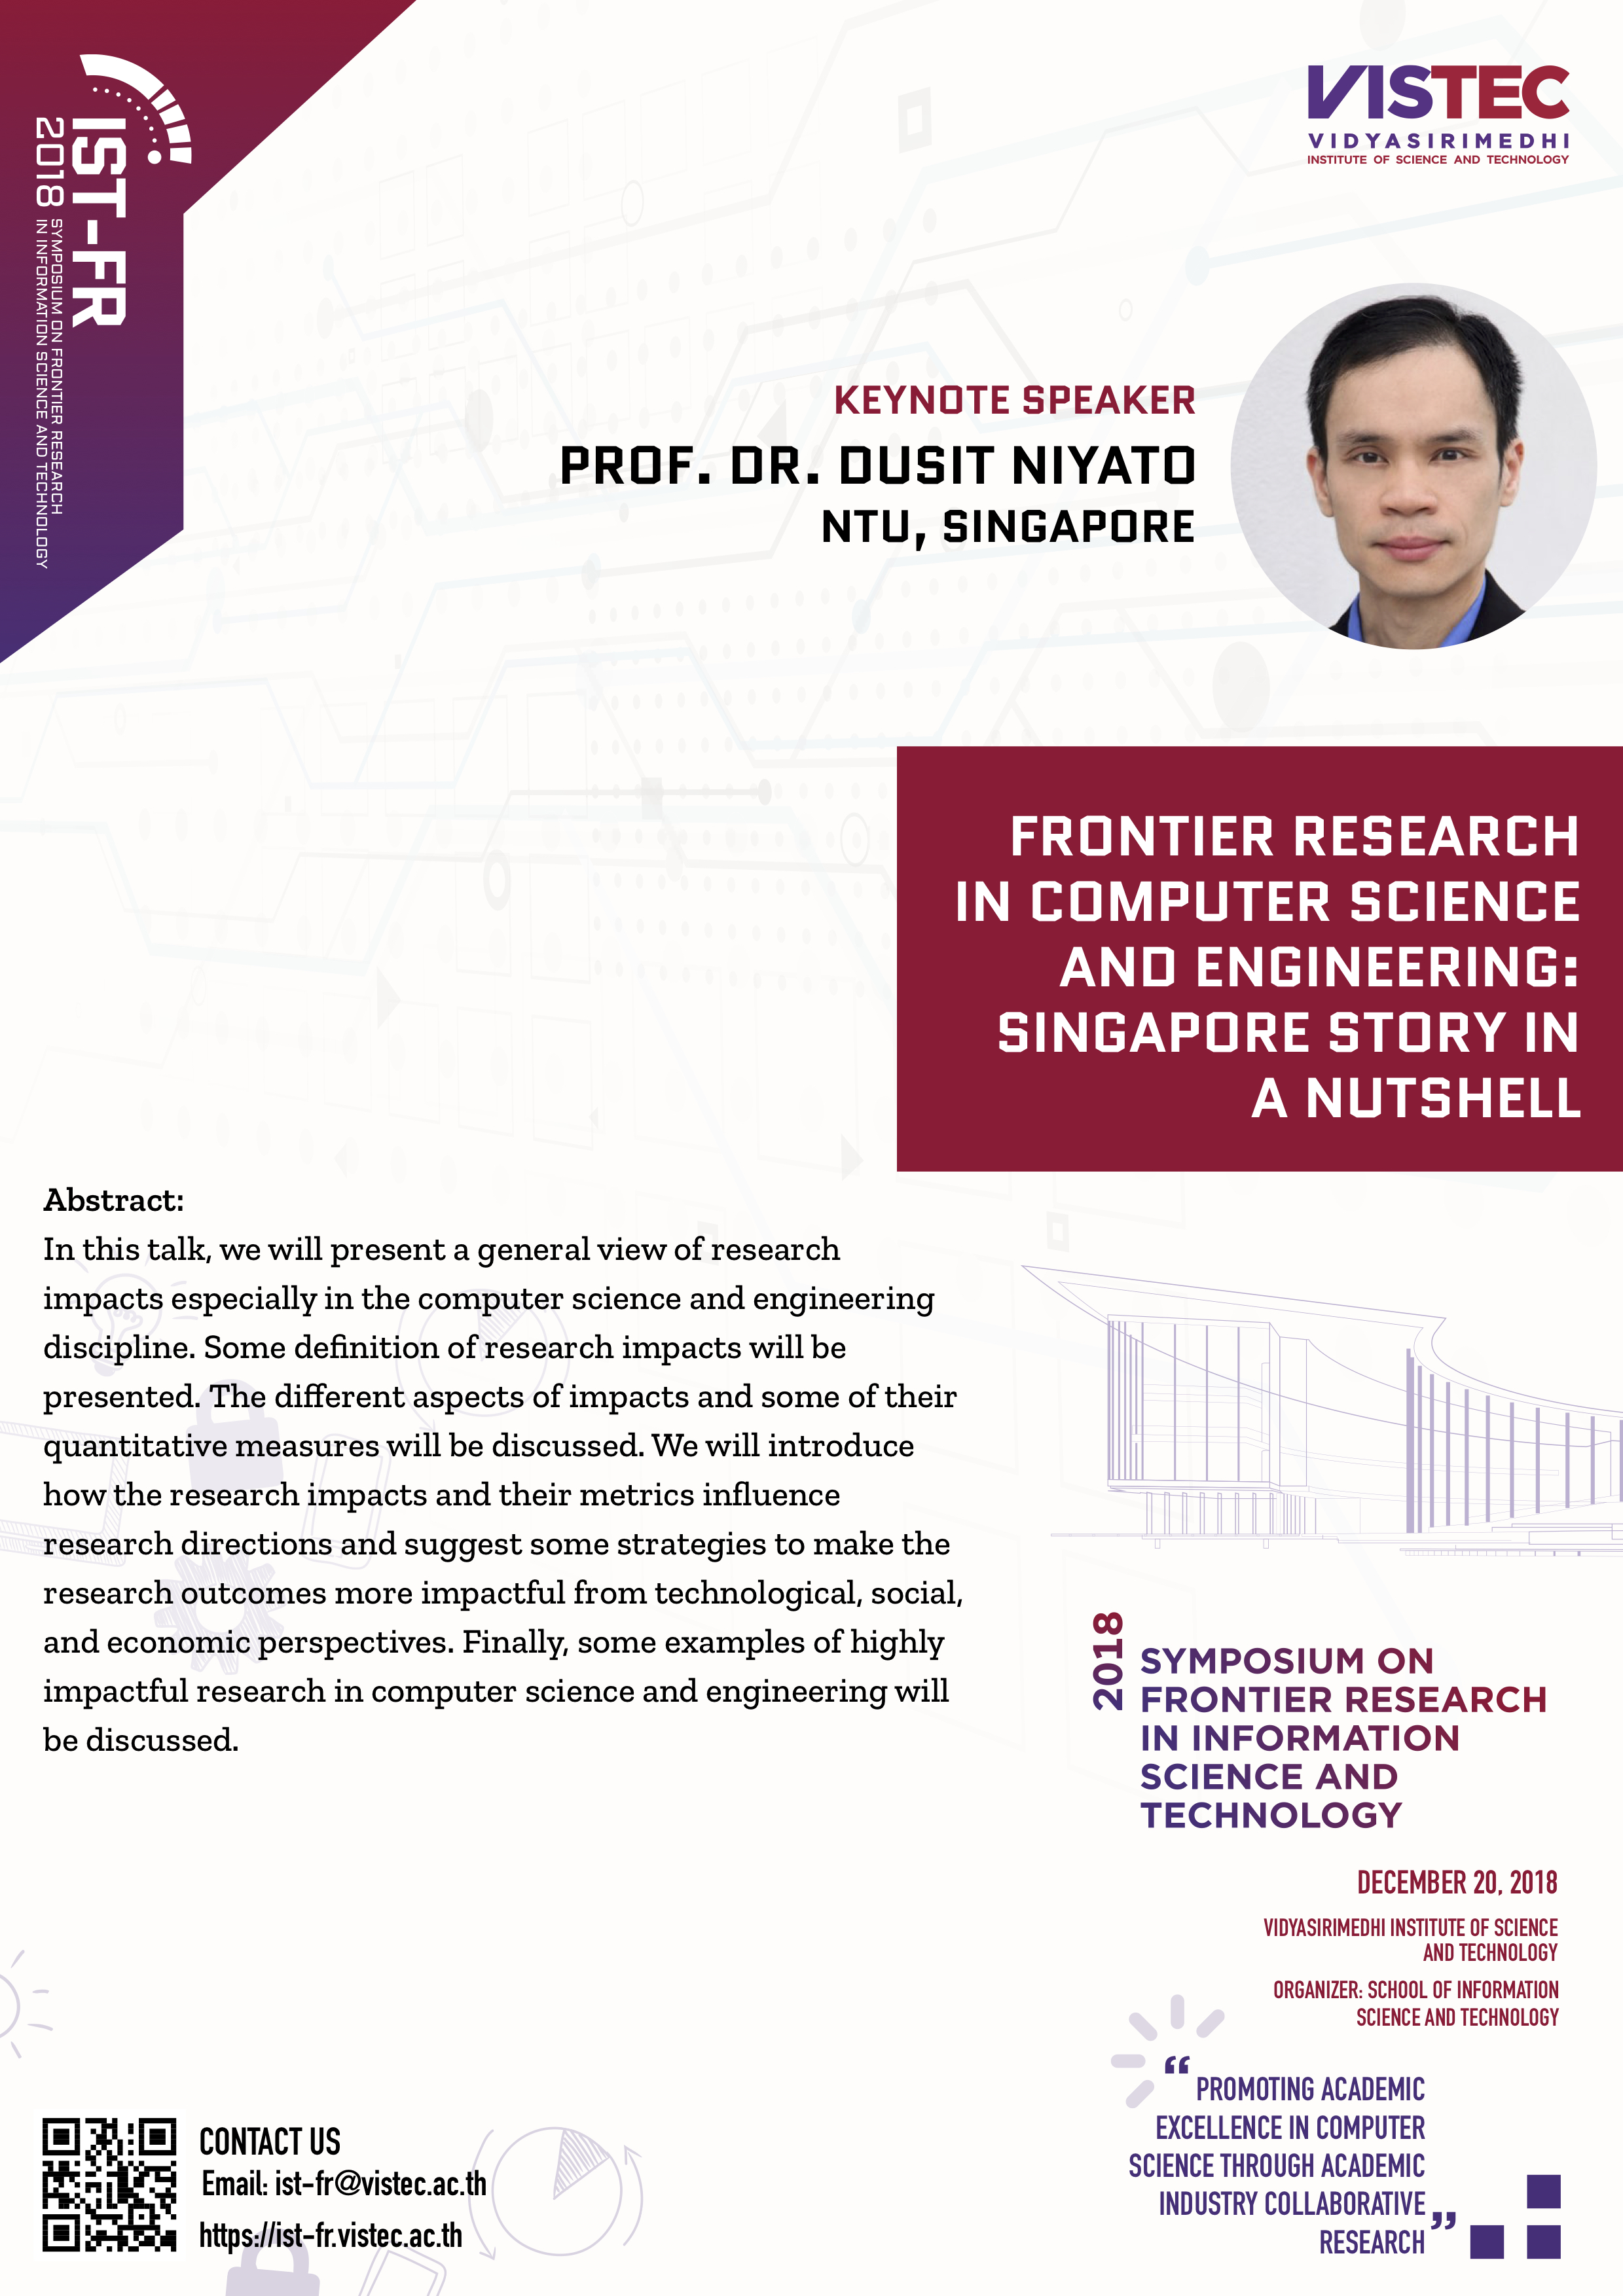 IST-FR
2018
SYMPOSIUM ON FRONTIER RESEARCH
IN INFORMATION SCIENCE AND TECHNOLOGY
VISTEC
VIDYASIRIMEDHI
INSTITUTE OF SCIENCE AND TECHNOLOGY
KEYNOTE SPEAKER
PROF. DR. DUSIT NIYATO
NTU, SINGAPORE
FRONTIER RESEARCH
IN COMPUTER SCIENCE
AND ENGINEERING:
SINGAPORE STORY IN
A NUTSHELL
Abstract:
In this talk, we will present a general view of research
impacts especially in the computer science and engineering
discipline. Some definition of research impacts will be
presented. The different aspects of impacts and some of their
quantitative measures will be discussed. We will introduce
how the research impacts and their metrics influence
research directions and suggest some strategies to make the
research outcomes more impactful from technological, social,
and economic perspectives. Finally, some examples of highly
impactful research in computer science and engineering will
be discussed.
2018
SYMPOSIUM ON
FRONTIER RESEARCH
IN INFORMATION
SCIENCE AND
TECHNOLOGY
DECEMBER 20, 2018
VIDYASIRIMEDHI INSTITUTE OF SCIENCE
AND TECHNOLOGY
ORGANIZER: SCHOOL OF INFORMATION
SCIENCE AND TECHNOLOGY
“PROMOTING ACADEMIC
EXCELLENCE IN COMPUTER
SCIENCE THROUGH ACADEMIC
INDUSTRY COLLABORATIVE
RESEARCH”
CONTACT US
Email: ist-fr@vistec.ac.th
https://ist-fr.vistec.ac.th